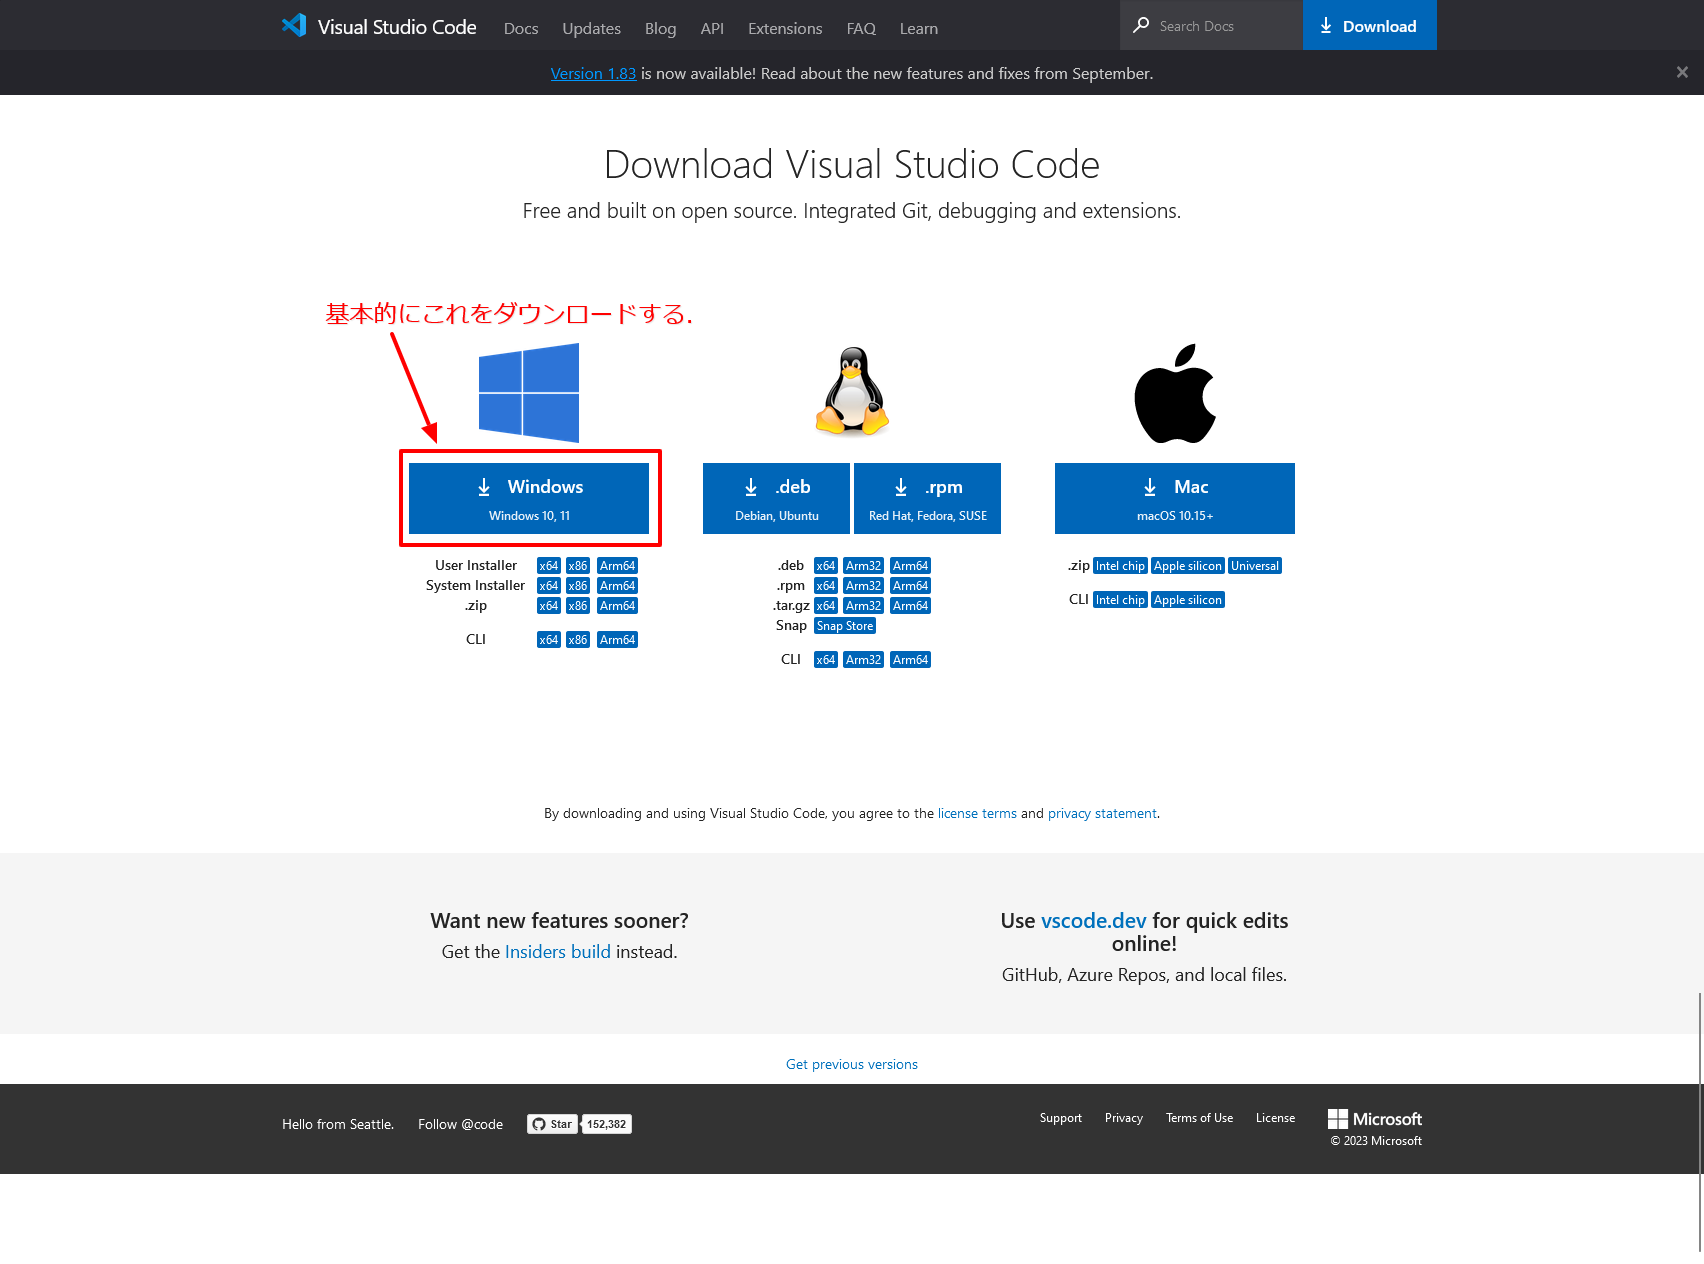 Visual Studio Code Docs Updates Blog API Extensions FAQ Learn Search Docs Download
Version 1.83 is now available! Read about the new features and fixes from September.
Download Visual Studio Code
Free and built on open source. Integrated Git, debugging and extensions.
基本的にこれをダウンロードする.
Windows
Windows 10, 11
User Installer x64 x86 Arm64
System Installer x64 x86 Arm64
.zip x64 x86 Arm64
CLI x64 x86 Arm64
.deb
Debian, Ubuntu
.rpm
Red Hat, Fedora, SUSE
.deb x64 Arm32 Arm64
.rpm x64 Arm32 Arm64
.tar.gz x64 Arm32 Arm64
Snap Snap Store
CLI x64 Arm32 Arm64
Mac
macOS 10.15+
.zip Intel chip Apple silicon Universal
CLI Intel chip Apple silicon
By downloading and using Visual Studio Code, you agree to the license terms and privacy statement.
Want new features sooner?
Get the Insiders build instead.
Use vscode.dev for quick edits
online!
GitHub, Azure Repos, and local files.
Get previous versions
Hello from Seattle. Follow @code Star 152,382
Support Privacy Terms of Use License Microsoft
© 2023 Microsoft